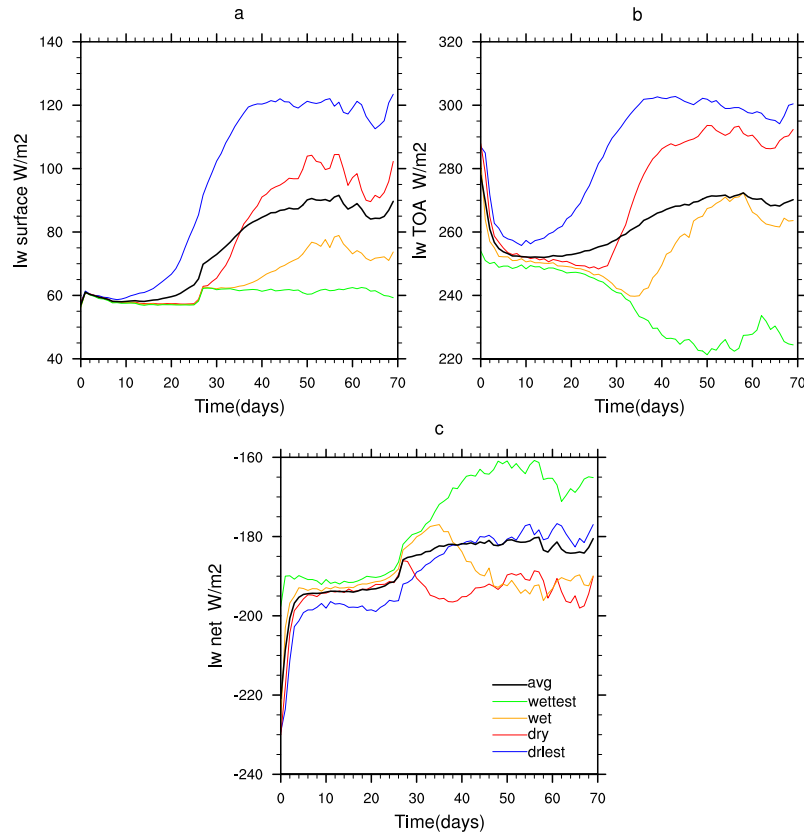 a
b
140
120
100
80
60
40
lw surface W/m2
0 10 20 30 40 50 60 70
Time(days)
320
300
280
260
240
220
lw TOA W/m2
0 10 20 30 40 50 60 70
Time(days)
c
-160
-180
-200
-220
-240
lw net W/m2
avg
wettest
wet
dry
drIest
0 10 20 30 40 50 60 70
Time(days)